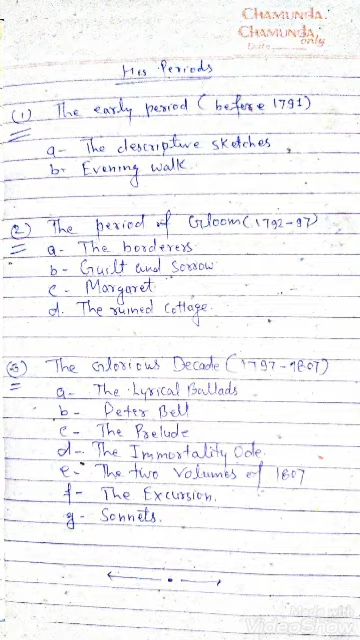 CHAMUNDA.
CHAMUNDA,
Date only
His Periods
(1) The early period (before 1791)
a- The descriptive sketches,
b- Evening walk.
(2) The period of Gloom (1792-97)
a- The borderers
b- Guilt and Sorrow
c- Margaret
d. The ruined Cottage.
(3) The Glorious Decade (1797-1807)
a- The Lyrical Ballads
b- Peter Bell
c- The Prelude
d- The Immortality Ode.
e- The two Volumes of 1807
f- The Excursion.
g- Sonnets.
Made with
VideoShow